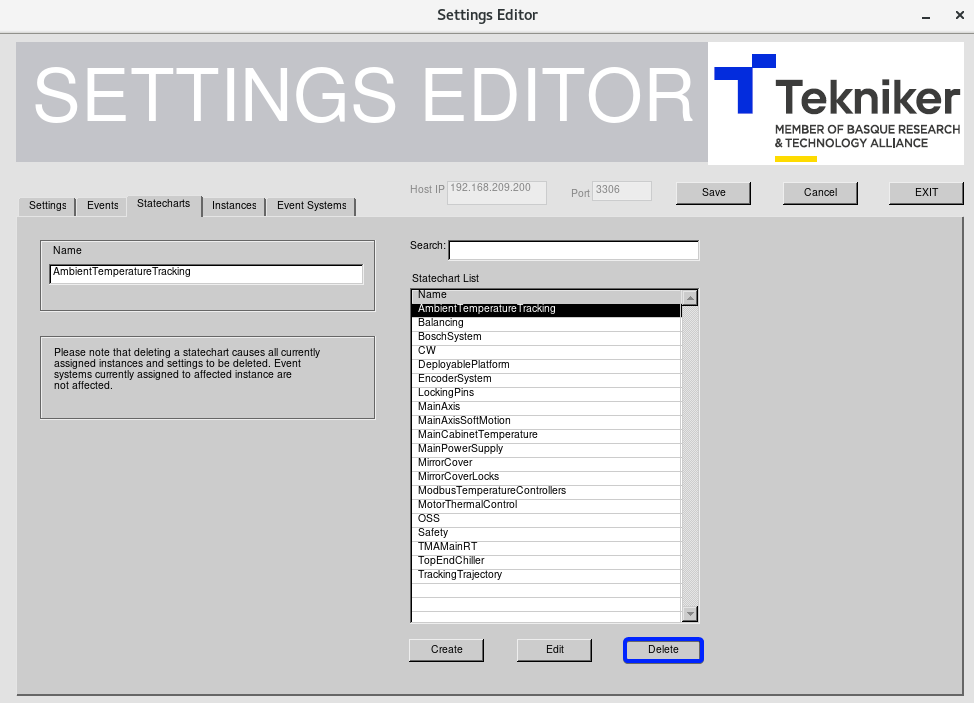 Settings Editor
SETTINGS EDITOR
Tekniker
MEMBER OF BASQUE RESEARCH
& TECHNOLOGY ALLIANCE
Host IP 192.168.209.200 Port 3306 Save Cancel EXIT
Settings Events Statecharts Instances Event Systems
Name
AmbientTemperatureTracking
Please note that deleting a statechart causes all currently
assigned instances and settings to be deleted. Event
systems currently assigned to affected instance are
not affected.
Search:
Statechart List
Name
AmbientTemperatureTracking
Balancing
BoschSystem
CW
DeployablePlatform
EncoderSystem
LockingPins
MainAxis
MainAxisSoftMotion
MainCabinetTemperature
MainPowerSupply
MirrorCover
MirrorCoverLocks
ModbusTemperatureControllers
MotorThermalControl
OSS
Safety
TMAMainRT
TopEndChiller
TrackingTrajectory
Create Edit Delete